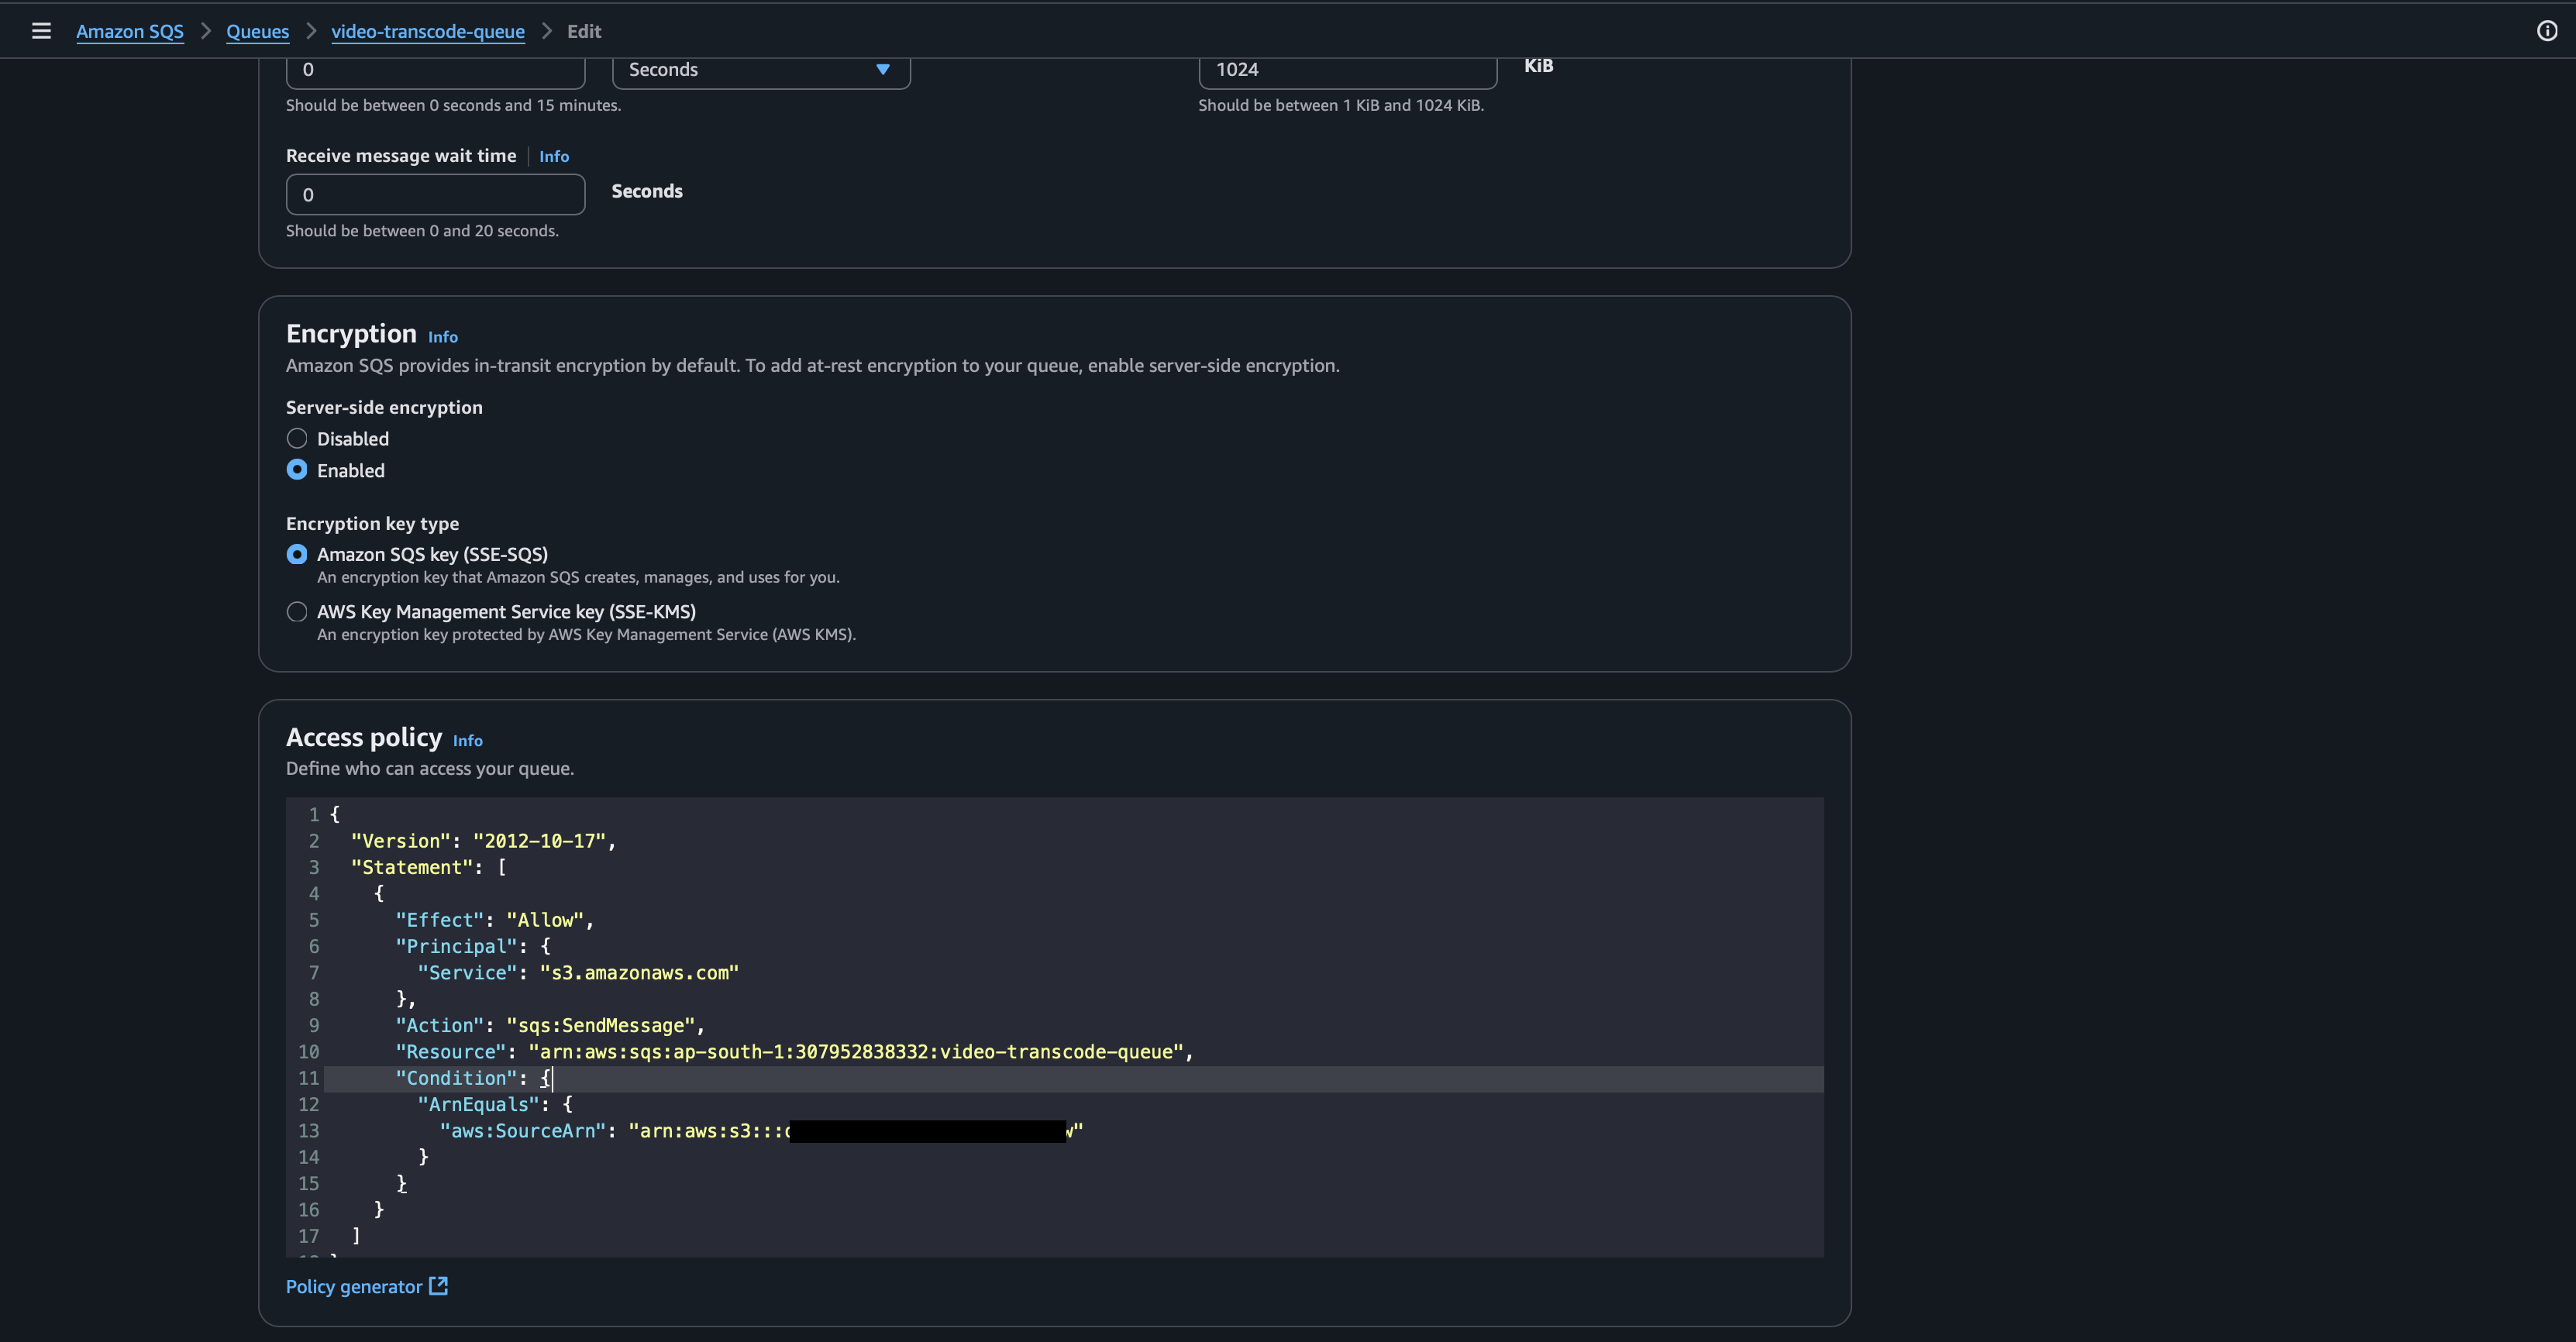 Amazon SQS > Queues > video-transcode-queue > Edit
0 Seconds 1024 KiB
Should be between 0 seconds and 15 minutes. Should be between 1 KiB and 1024 KiB.
Receive message wait time | Info
0 Seconds
Should be between 0 and 20 seconds.
Encryption Info
Amazon SQS provides in-transit encryption by default. To add at-rest encryption to your queue, enable server-side encryption.
Server-side encryption
Disabled
Enabled
Encryption key type
Amazon SQS key (SSE-SQS)
An encryption key that Amazon SQS creates, manages, and uses for you.
AWS Key Management Service key (SSE-KMS)
An encryption key protected by AWS Key Management Service (AWS KMS).
Access policy Info
Define who can access your queue.
1 {
2 "Version": "2012-10-17",
3 "Statement": [
4 {
5 "Effect": "Allow",
6 "Principal": {
7 "Service": "s3.amazonaws.com"
8 },
9 "Action": "sqs:SendMessage",
10 "Resource": "arn:aws:sqs:ap-south-1:307952838332:video-transcode-queue",
11 "Condition": {
12 "ArnEquals": {
13 "aws:SourceArn": "arn:aws:s3:::
14 }
15 }
16 }
17 ]
Policy generator